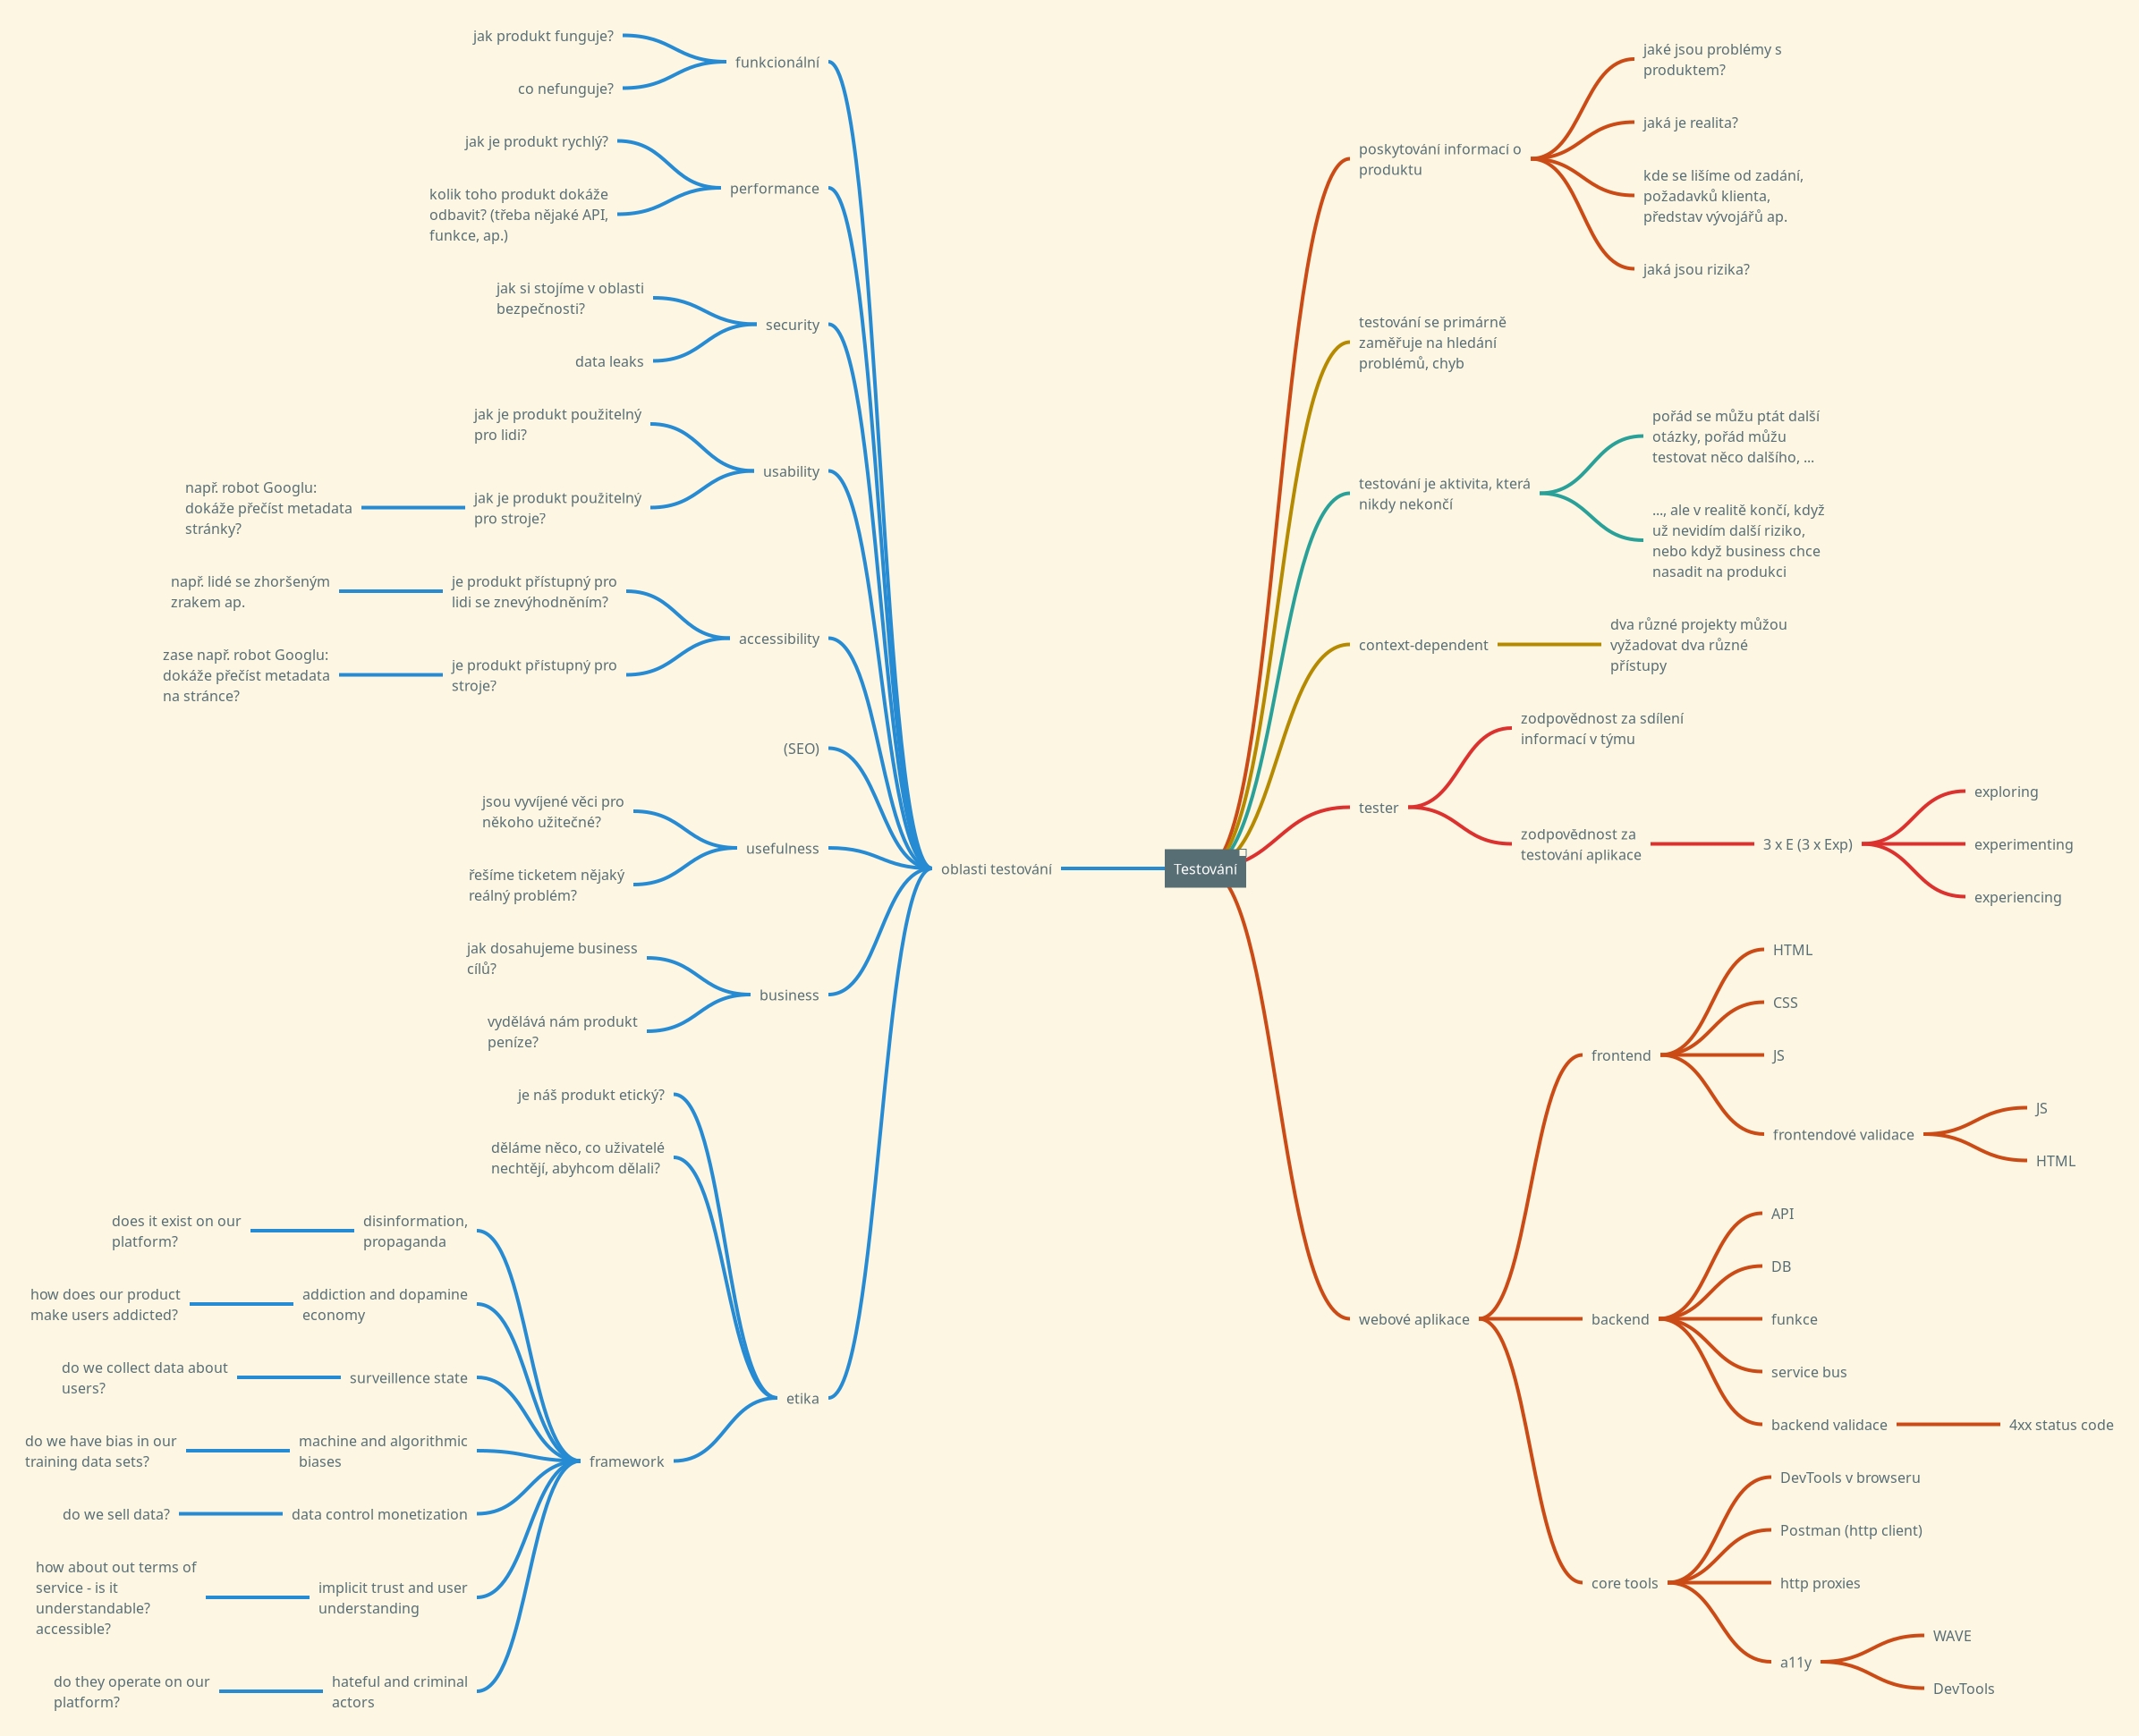 Testování
oblasti testování
funkcionální
jak produkt funguje?
co nefunguje?
performance
jak je produkt rychlý?
kolik toho produkt dokáže
odbavit? (třeba nějaké API,
funkce, ap.)
security
jak si stojíme v oblasti
bezpečnosti?
data leaks
usability
jak je produkt použitelný
pro lidi?
jak je produkt použitelný
pro stroje?
např. robot Googlu:
dokáže přečíst metadata
stránky?
accessibility
je produkt přístupný pro
lidi se znevýhodněním?
např. lidé se zhoršeným
zrakem ap.
je produkt přístupný pro
stroje?
zase např. robot Googlu:
dokáže přečíst metadata
na stránce?
(SEO)
usefulness
jsou vyvíjené věci pro
někoho užitečné?
řešíme ticketem nějaký
reálný problém?
business
jak dosahujeme business
cílů?
vydělává nám produkt
peníze?
etika
je náš produkt etický?
děláme něco, co uživatelé
nechtějí, abyhcom dělali?
framework
disinformation,
propaganda
does it exist on our
platform?
addiction and dopamine
economy
how does our product
make users addicted?
surveillence state
do we collect data about
users?
machine and algorithmic
biases
do we have bias in our
training data sets?
data control monetization
do we sell data?
implicit trust and user
understanding
how about out terms of
service - is it
understandable?
accessible?
hateful and criminal
actors
do they operate on our
platform?
poskytování informací o
produktu
jaké jsou problémy s
produktem?
jaká je realita?
kde se lišíme od zadání,
požadavků klienta,
představ vývojářů ap.
jaká jsou rizika?
testování se primárně
zaměřuje na hledání
problémů, chyb
testování je aktivita, která
nikdy nekončí
pořád se můžu ptát další
otázky, pořád můžu
testovat něco dalšího, ...
..., ale v realitě končí, když
už nevidím další riziko,
nebo když business chce
nasadit na produkci
context-dependent
dva různé projekty můžou
vyžadovat dva různé
přístupy
tester
zodpovědnost za sdílení
informací v týmu
zodpovědnost za
testování aplikace
3 x E (3 x Exp)
exploring
experimenting
experiencing
webové aplikace
frontend
HTML
CSS
JS
frontendové validace
JS
HTML
backend
API
DB
funkce
service bus
backend validace
4xx status code
core tools
DevTools v browseru
Postman (http client)
http proxies
a11y
WAVE
DevTools